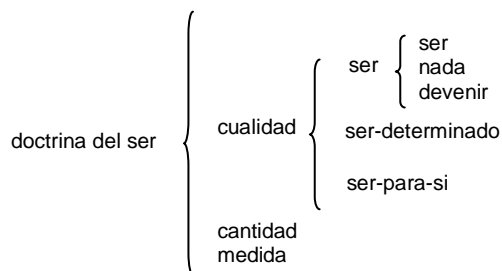 doctrina del ser
cualidad
ser
ser
nada
devenir
ser-determinado
ser-para-si
cantidad
medida